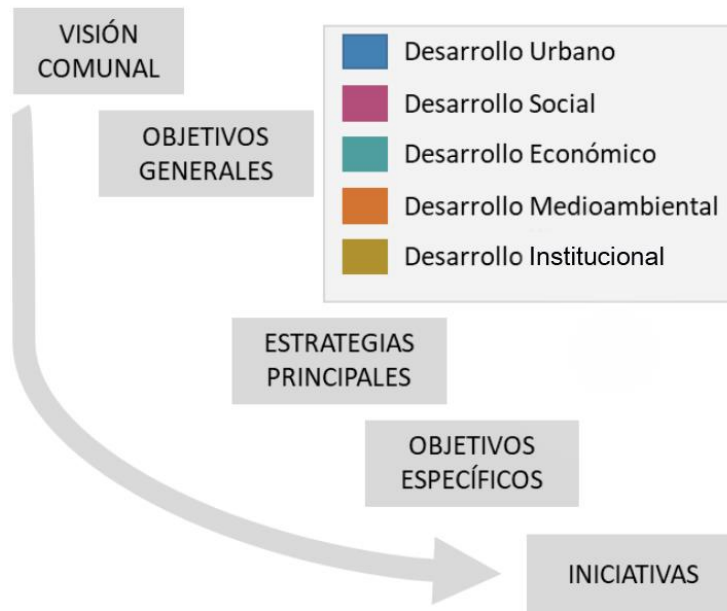 VISIÓN
COMUNAL
OBJETIVOS
GENERALES
Desarrollo Urbano
Desarrollo Social
Desarrollo Económico
Desarrollo Medioambiental
Desarrollo Institucional
ESTRATEGIAS
PRINCIPALES
OBJETIVOS
ESPECÍFICOS
INICIATIVAS